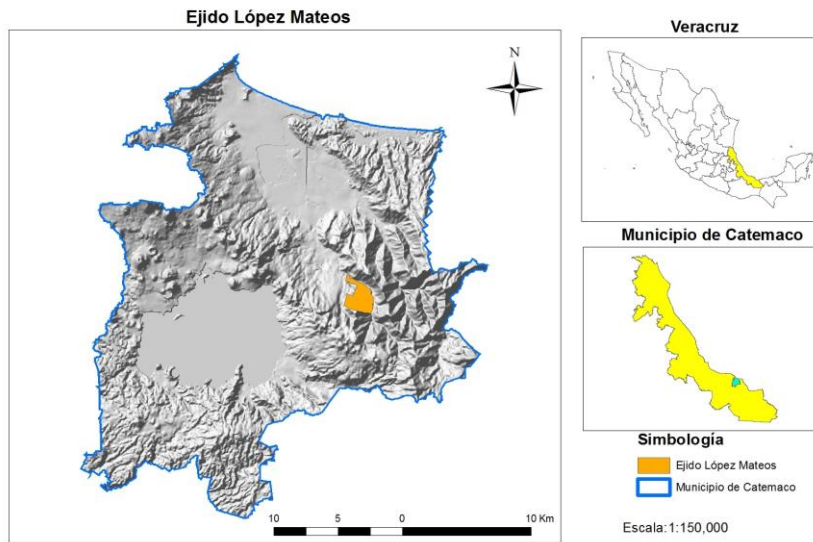 Ejido López Mateos
N
10 5 0 10 Km
Veracruz
Municipio de Catemaco
Simbología
Ejido López Mateos
Municipio de Catemaco
Escala:1:150,000